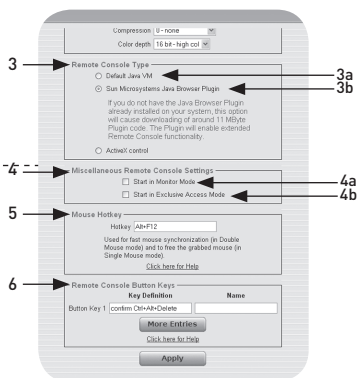 Compression 0 - none
Color depth 16 bit - high col
3 Remote Console Type
Default Java VM 3a
Sun Microsystems Java Browser Plugin 3b
If you do not have the Java Browser Plugin
already installed on your system, this option
will cause downloading of around 11 MByte
Plugin code. The Plugin will enable extended
Remote Console functionality.
ActiveX control
4 Miscellaneous Remote Console Settings
Start in Monitor Mode 4a
Start in Exclusive Access Mode 4b
5 Mouse Hotkey
Hotkey Alt+F12
Used for fast mouse synchronization (in Double
Mouse mode) and to free the grabbed mouse (in
Single Mouse mode).
Click here for Help
6 Remote Console Button Keys
Key Definition Name
Button Key 1 confirm Ctrl+Alt+Delete
More Entries
Click here for Help
Apply